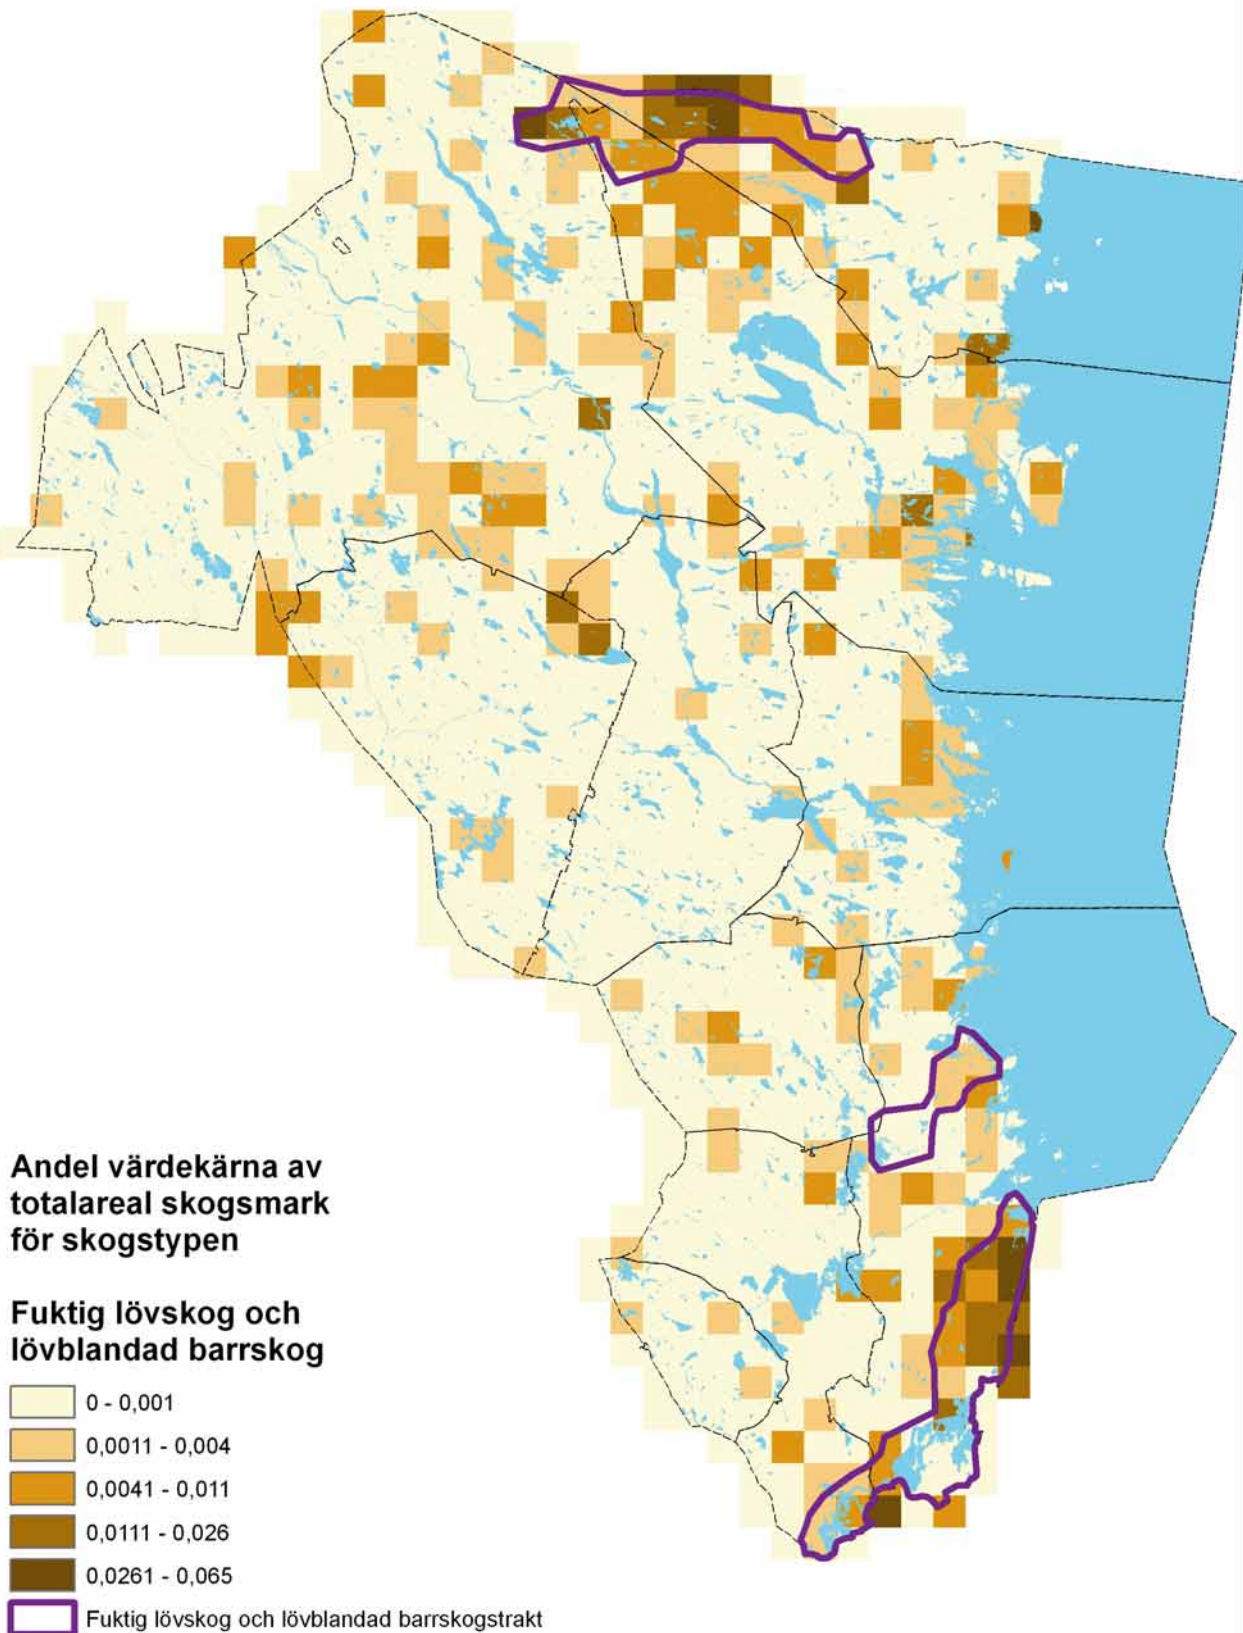 Andel värdekärna av
totalareal skogsmark
för skogstypen
Fuktig lövskog och
lövblandad barrskog
0 - 0,001
0,0011 - 0,004
0,0041 - 0,011
0,0111 - 0,026
0,0261 - 0,065
Fuktig lövskog och lövblandad barrskogstrakt